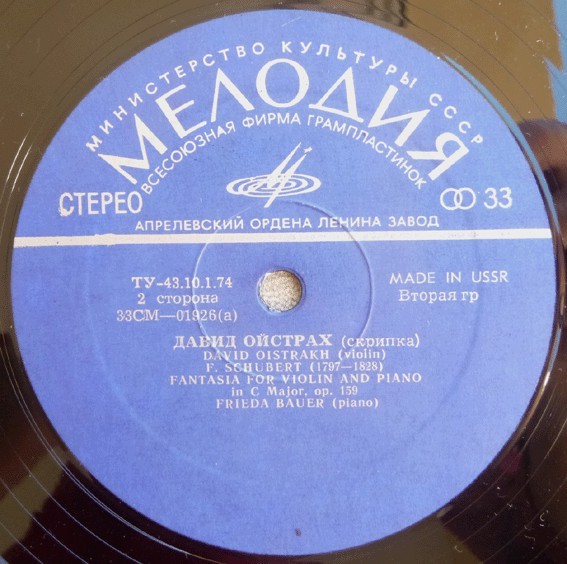 МИНИСТЕРСТВО КУЛЬТУРЫ СССР
МЕЛОДИЯ
ВСЕСОЮЗНАЯ ФИРМА ГРАМПЛАСТИНОК
СТЕРЕО
33
АПРЕЛЕВСКИЙ ОРДЕНА ЛЕНИНА ЗАВОД
ТУ-43.10.1.74
2 сторона
33СМ—01926(а)
MADE IN USSR
Вторая гр
ДАВИД ОЙСТРАХ (скрипка)
DAVID OISTRAKH (violin)
F. SCHUBERT (1797—1828)
FANTASIA FOR VIOLIN AND PIANO
in C Major, op. 159
FRIEDA BAUER (piano)